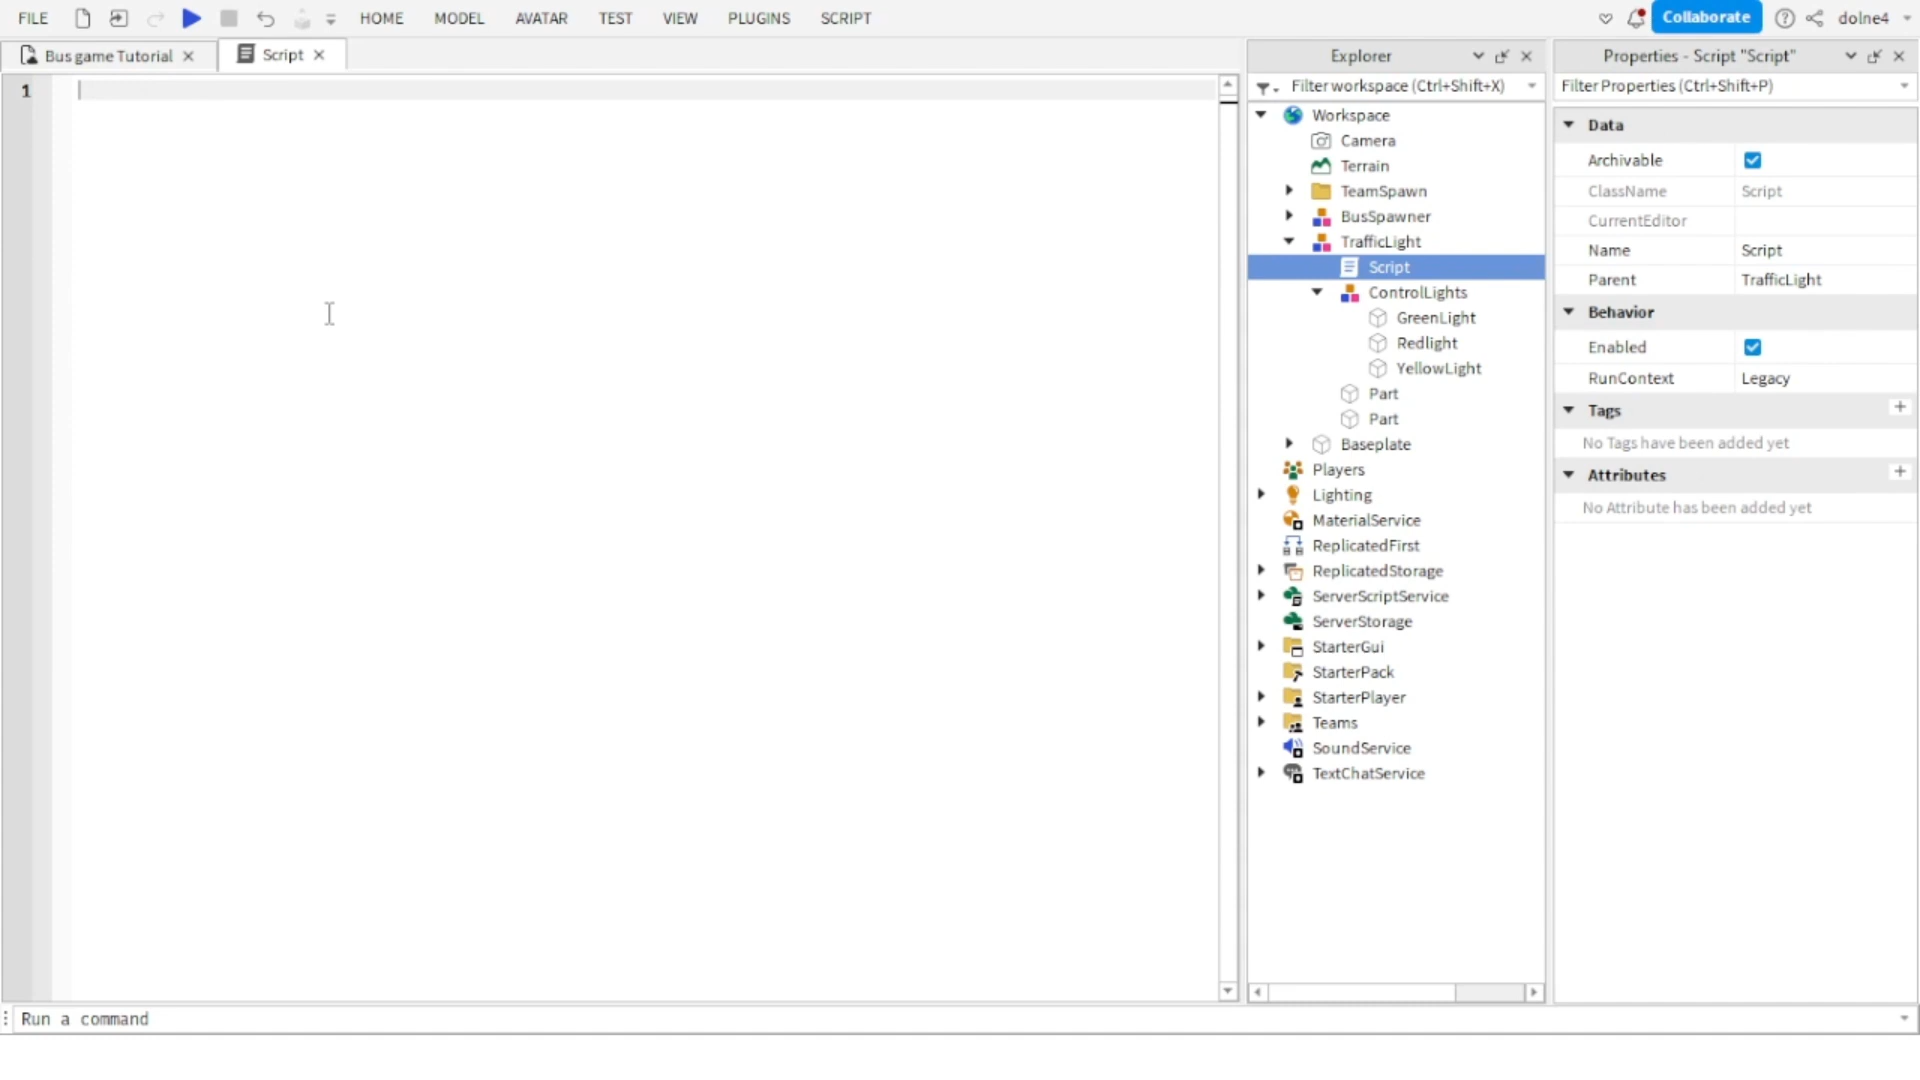 FILE HOME MODEL AVATAR TEST VIEW PLUGINS SCRIPT Collaborate dolne4
Bus game Tutorial Script
1
Explorer
Filter workspace (Ctrl+Shift+X)
Workspace
Camera
Terrain
TeamSpawn
BusSpawner
TrafficLight
Script
ControlLights
GreenLight
Redlight
YellowLight
Part
Part
Baseplate
Players
Lighting
MaterialService
ReplicatedFirst
ReplicatedStorage
ServerScriptService
ServerStorage
StarterGui
StarterPack
StarterPlayer
Teams
SoundService
TextChatService
Properties - Script "Script"
Filter Properties (Ctrl+Shift+P)
Data
Archivable
ClassName Script
CurrentEditor
Name Script
Parent TrafficLight
Behavior
Enabled
RunContext Legacy
Tags
No Tags have been added yet
Attributes
No Attribute has been added yet
Run a command